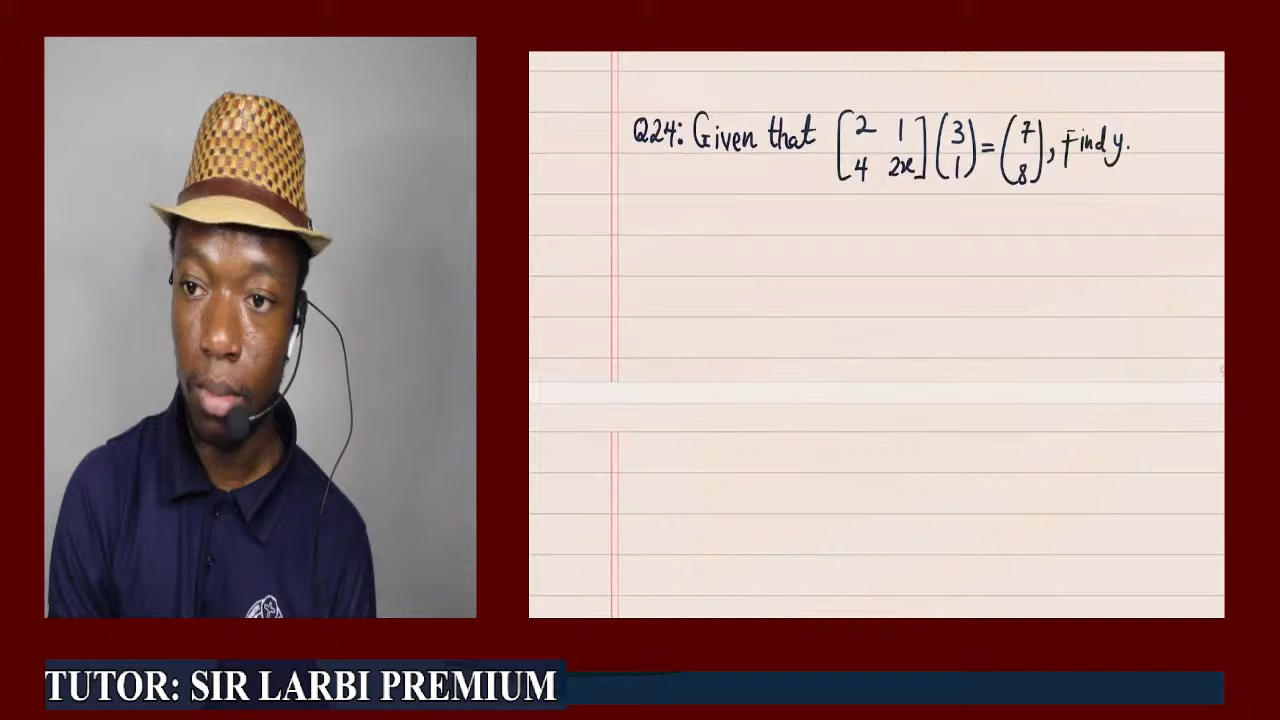 Q24: Given that [2 1
4 2x] (3
1) = (7
8), Find y.
TUTOR: SIR LARBI PREMIUM